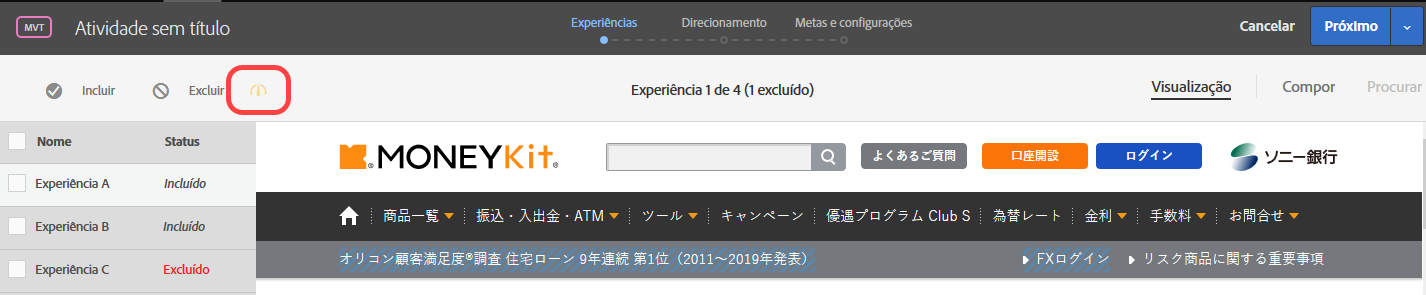 MVT Atividade sem título Experiências Direcionamento Metas e configurações Cancelar Próximo
Incluir Excluir Experiência 1 de 4 (1 excluído) Visualização Compor Procurar
Nome Status
MONEYKit® よくあるご質問 口座開設 ログイン ソニー銀行
Experiência A Incluído
商品一覧 振込・入出金・ATM ツール キャンペーン 優遇プログラム Club S 為替レート 金利 手数料 お問合せ
Experiência B Incluído
オリコン顧客満足度®調査 住宅ローン 9年連続 第1位（2011～2019年発表） FXログイン リスク商品に関する重要事項
Experiência C Excluído